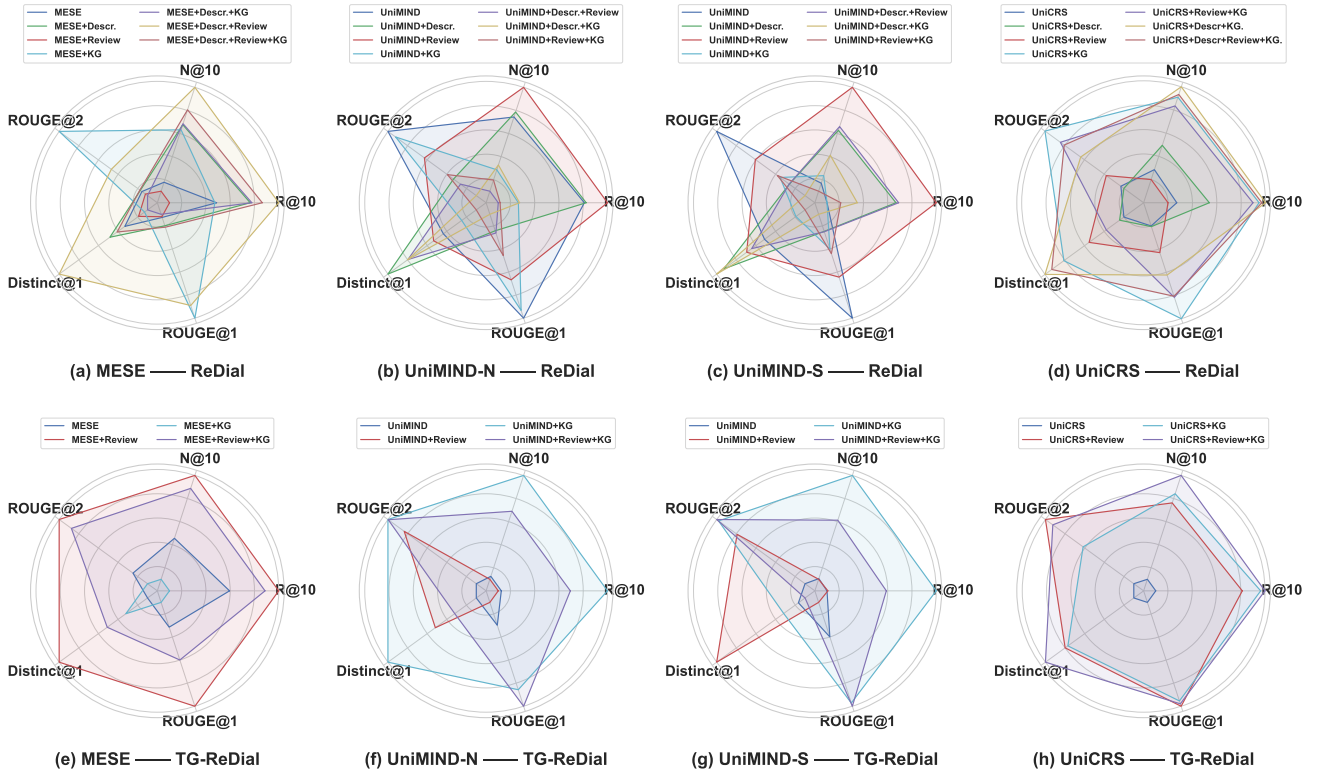 MESE
MESE+Descr.
MESE+Review
MESE+KG
MESE+Descr.+KG
MESE+Review
MESE+Descr.+Review+KG
N@10
ROUGE@2
R@10
Distinct@1
ROUGE@1
(a) MESE —— ReDial
UniMIND
UniMIND+Descr.
UniMIND+Review
UniMIND+KG
UniMIND+Descr.+Review
UniMIND+Descr.+KG
UniMIND+Review+KG
N@10
ROUGE@2
R@10
Distinct@1
ROUGE@1
(b) UniMIND-N —— ReDial
UniMIND
UniMIND+Descr.
UniMIND+Review
UniMIND+KG
UniMIND+Descr.+Review
UniMIND+Descr.+KG
UniMIND+Review+KG
N@10
ROUGE@2
R@10
Distinct@1
ROUGE@1
(c) UniMIND-S —— ReDial
UniCRS
UniCRS+Descr.
UniCRS+Review
UniCRS+KG
UniCRS+Review+KG
UniCRS+Descr+KG.
UniCRS+Descr+Review+KG.
N@10
ROUGE@2
R@10
Distinct@1
ROUGE@1
(d) UniCRS —— ReDial
MESE
MESE+Review
MESE+KG
MESE+Review+KG
N@10
ROUGE@2
R@10
Distinct@1
ROUGE@1
(e) MESE —— TG-ReDial
UniMIND
UniMIND+Review
UniMIND+KG
UniMIND+Review+KG
N@10
ROUGE@2
R@10
Distinct@1
ROUGE@1
(f) UniMIND-N —— TG-ReDial
UniMIND
UniMIND+Review
UniMIND+KG
UniMIND+Review+KG
N@10
ROUGE@2
R@10
Distinct@1
ROUGE@1
(g) UniMIND-S —— TG-ReDial
UniCRS
UniCRS+Review
UniCRS+KG
UniCRS+Review+KG
N@10
ROUGE@2
R@10
Distinct@1
ROUGE@1
(h) UniCRS —— TG-ReDial